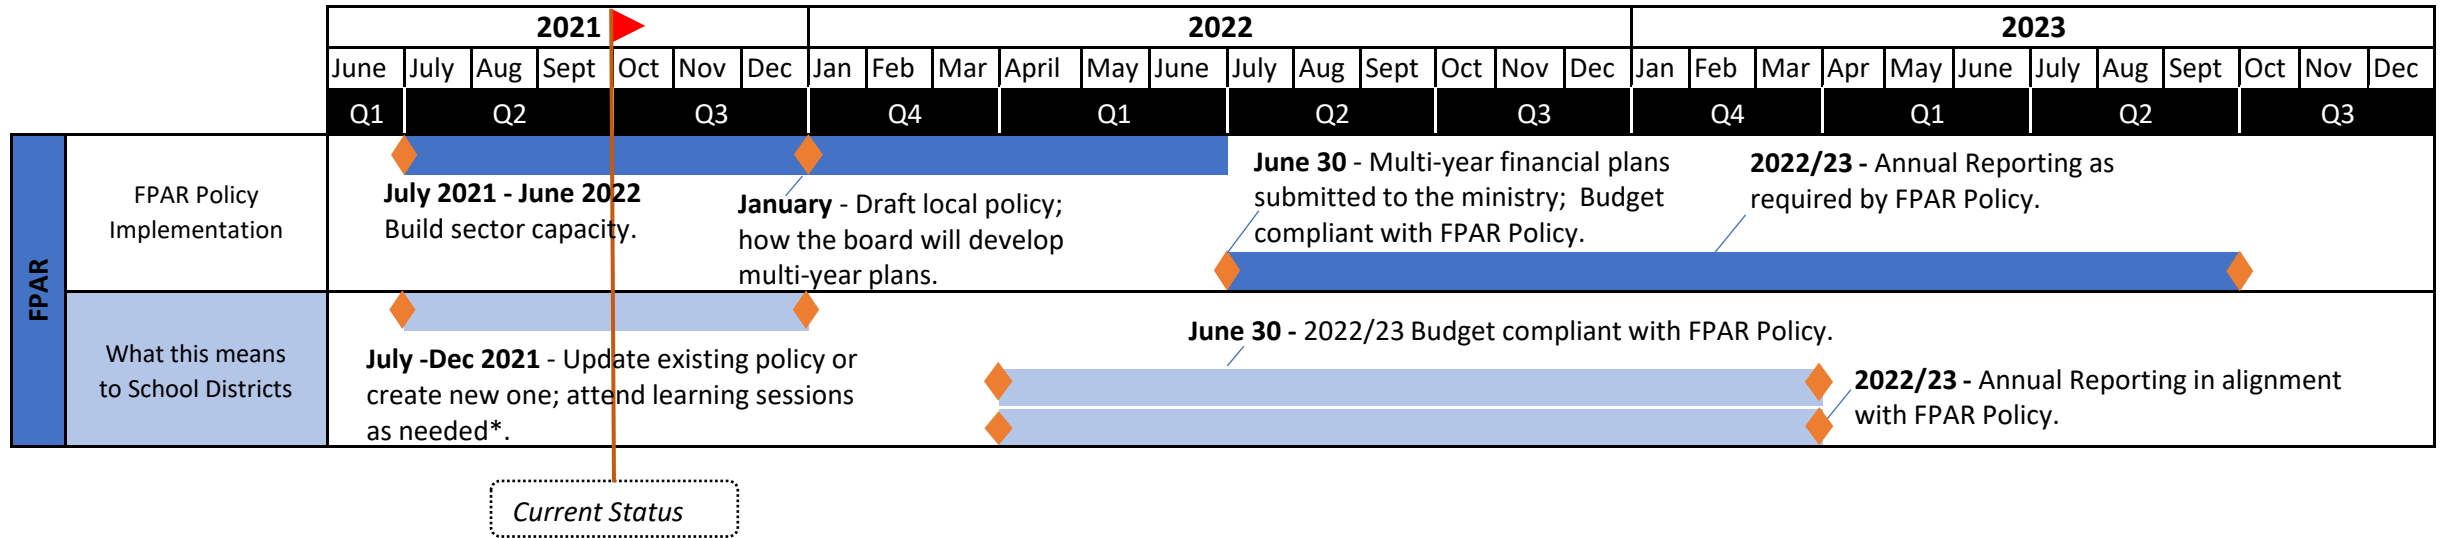 2021 2022 2023
June July Aug Sept Oct Nov Dec Jan Feb Mar April May June July Aug Sept Oct Nov Dec Jan Feb Mar Apr May June July Aug Sept Oct Nov Dec
Q1 Q2 Q3 Q4 Q1 Q2 Q3 Q4 Q1 Q2 Q3
FPAR
FPAR Policy
Implementation
July 2021 - June 2022
Build sector capacity.
January - Draft local policy;
how the board will develop
multi-year plans.
June 30 - Multi-year financial plans
submitted to the ministry;  Budget
compliant with FPAR Policy.
2022/23 - Annual Reporting as
required by FPAR Policy.
What this means
to School Districts
July -Dec 2021 - Update existing policy or
create new one; attend learning sessions
as needed*.
June 30 - 2022/23 Budget compliant with FPAR Policy.
2022/23 - Annual Reporting in alignment
with FPAR Policy.
Current Status